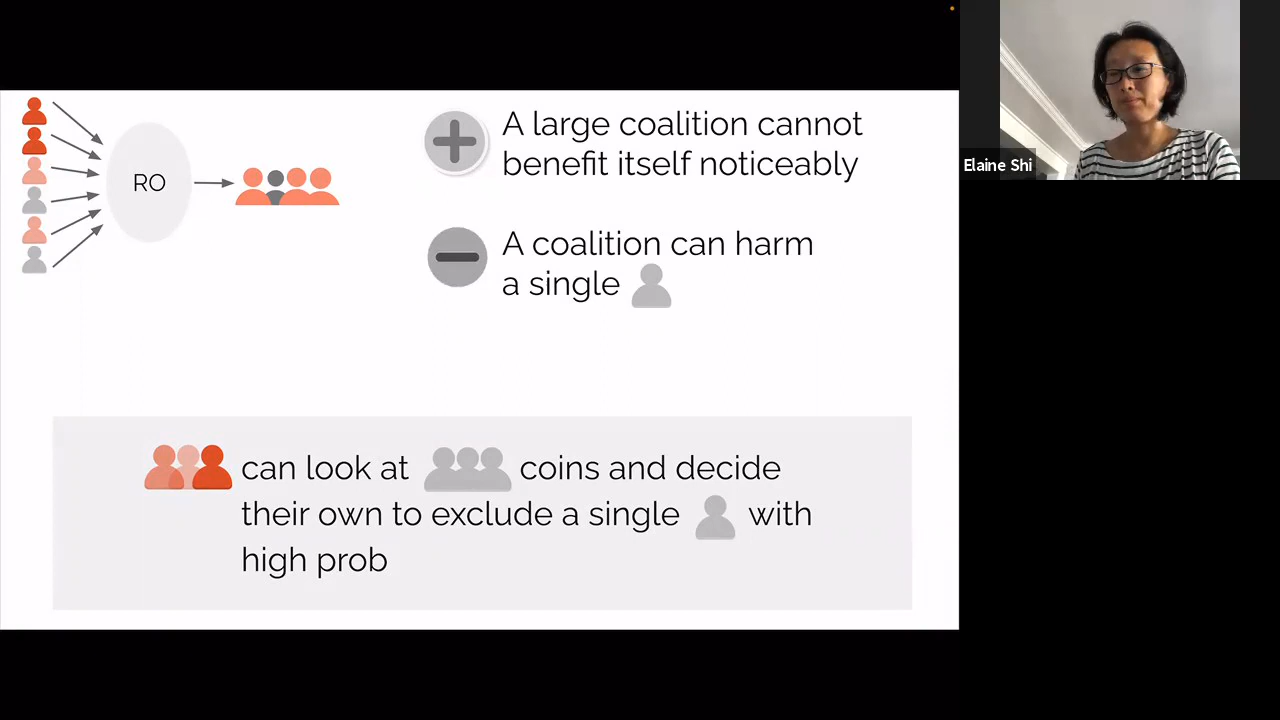 RO
A large coalition cannot
benefit itself noticeably
A coalition can harm
a single
can look at coins and decide
their own to exclude a single with
high prob
Elaine Shi